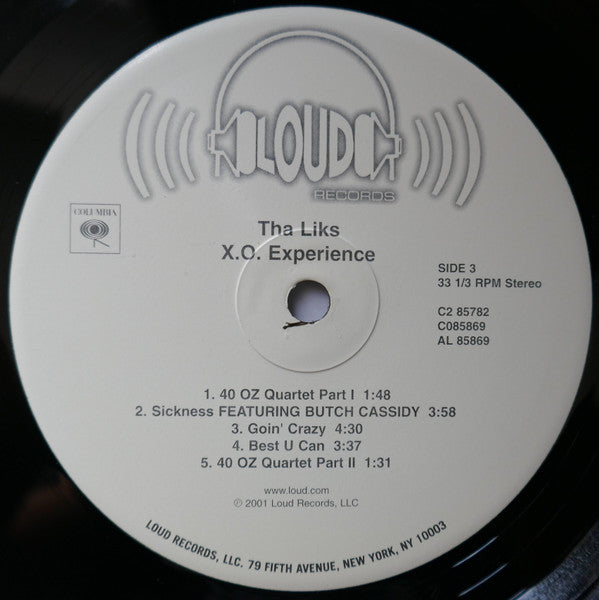 LOUD
RECORDS
COLUMBIA
Tha Liks
X.O. Experience
SIDE 3
33 1/3 RPM Stereo
C2 85782
C085869
AL 85869
1. 40 OZ Quartet Part I 1:48
2. Sickness FEATURING BUTCH CASSIDY 3:58
3. Goin' Crazy 4:30
4. Best U Can 3:37
5. 40 OZ Quartet Part II 1:31
www.loud.com
℗ 2001 Loud Records, LLC
LOUD RECORDS, LLC. 79 FIFTH AVENUE, NEW YORK, NY 10003